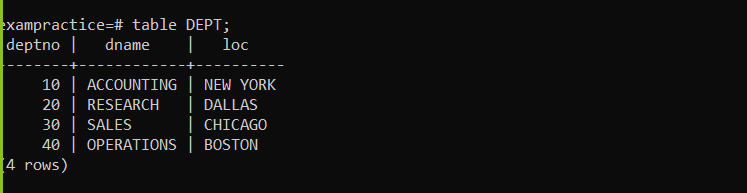 exampractice=# table DEPT;
deptno |   dname    |   loc
--------+------------+----------
10 | ACCOUNTING | NEW YORK
20 | RESEARCH   | DALLAS
30 | SALES      | CHICAGO
40 | OPERATIONS | BOSTON
(4 rows)